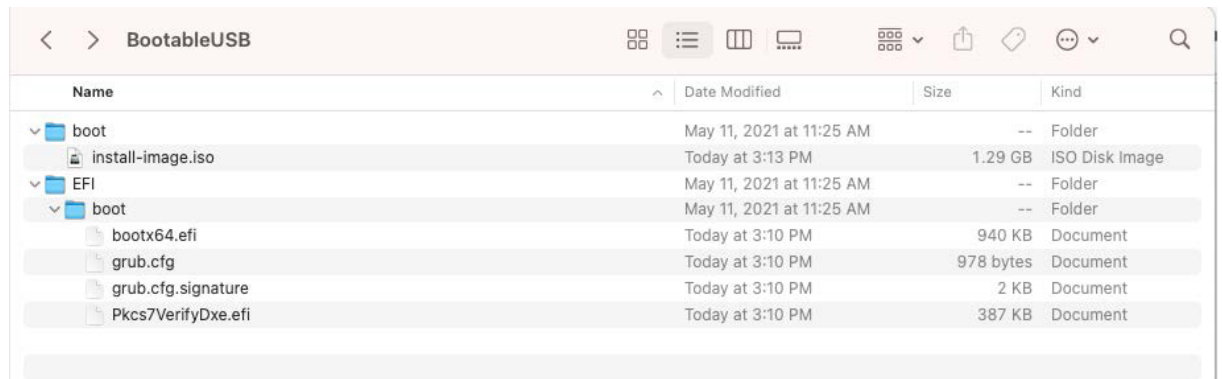 BootableUSB
Name Date Modified Size Kind
boot May 11, 2021 at 11:25 AM -- Folder
install-image.iso Today at 3:13 PM 1.29 GB ISO Disk Image
EFI May 11, 2021 at 11:25 AM -- Folder
boot May 11, 2021 at 11:25 AM -- Folder
bootx64.efi Today at 3:10 PM 940 KB Document
grub.cfg Today at 3:10 PM 978 bytes Document
grub.cfg.signature Today at 3:10 PM 2 KB Document
Pkcs7VerifyDxe.efi Today at 3:10 PM 387 KB Document